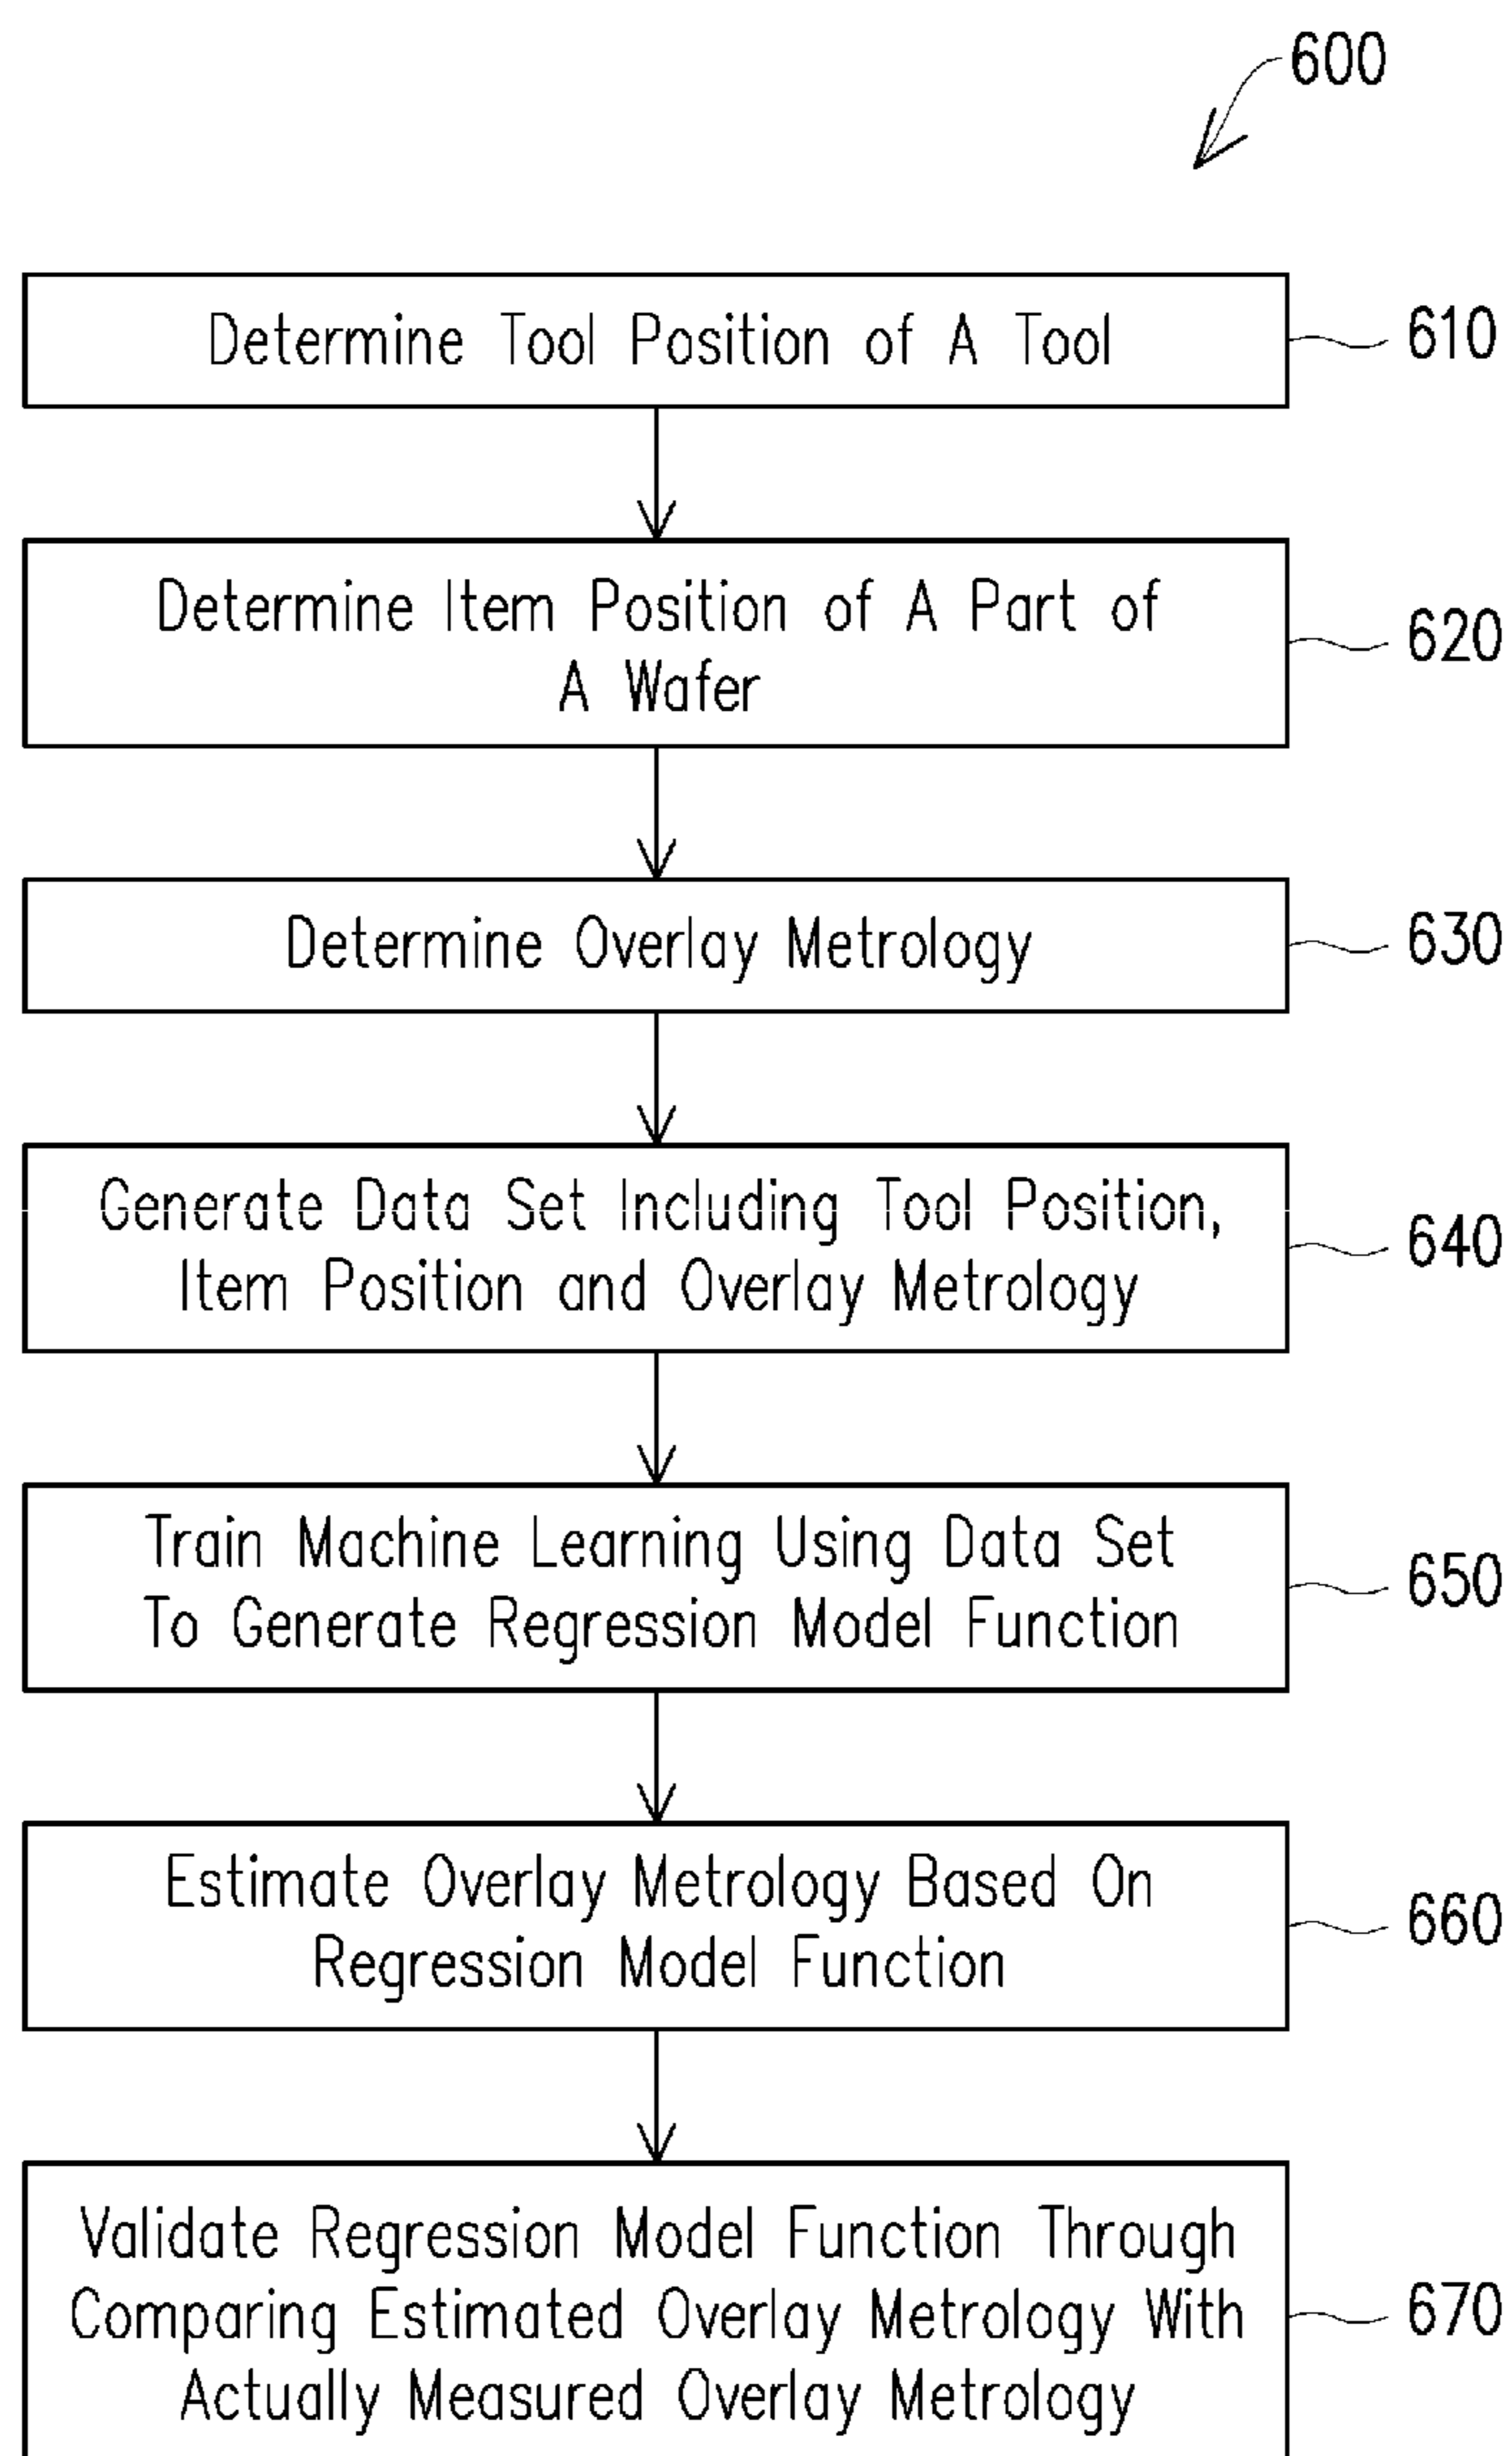 600
Determine Tool Position of A Tool
610
Determine Item Position of A Part of
A Wafer
620
Determine Overlay Metrology
630
Generate Data Set Including Tool Position,
Item Position and Overlay Metrology
640
Train Machine Learning Using Data Set
To Generate Regression Model Function
650
Estimate Overlay Metrology Based On
Regression Model Function
660
Validate Regression Model Function Through
Comparing Estimated Overlay Metrology With
Actually Measured Overlay Metrology
670